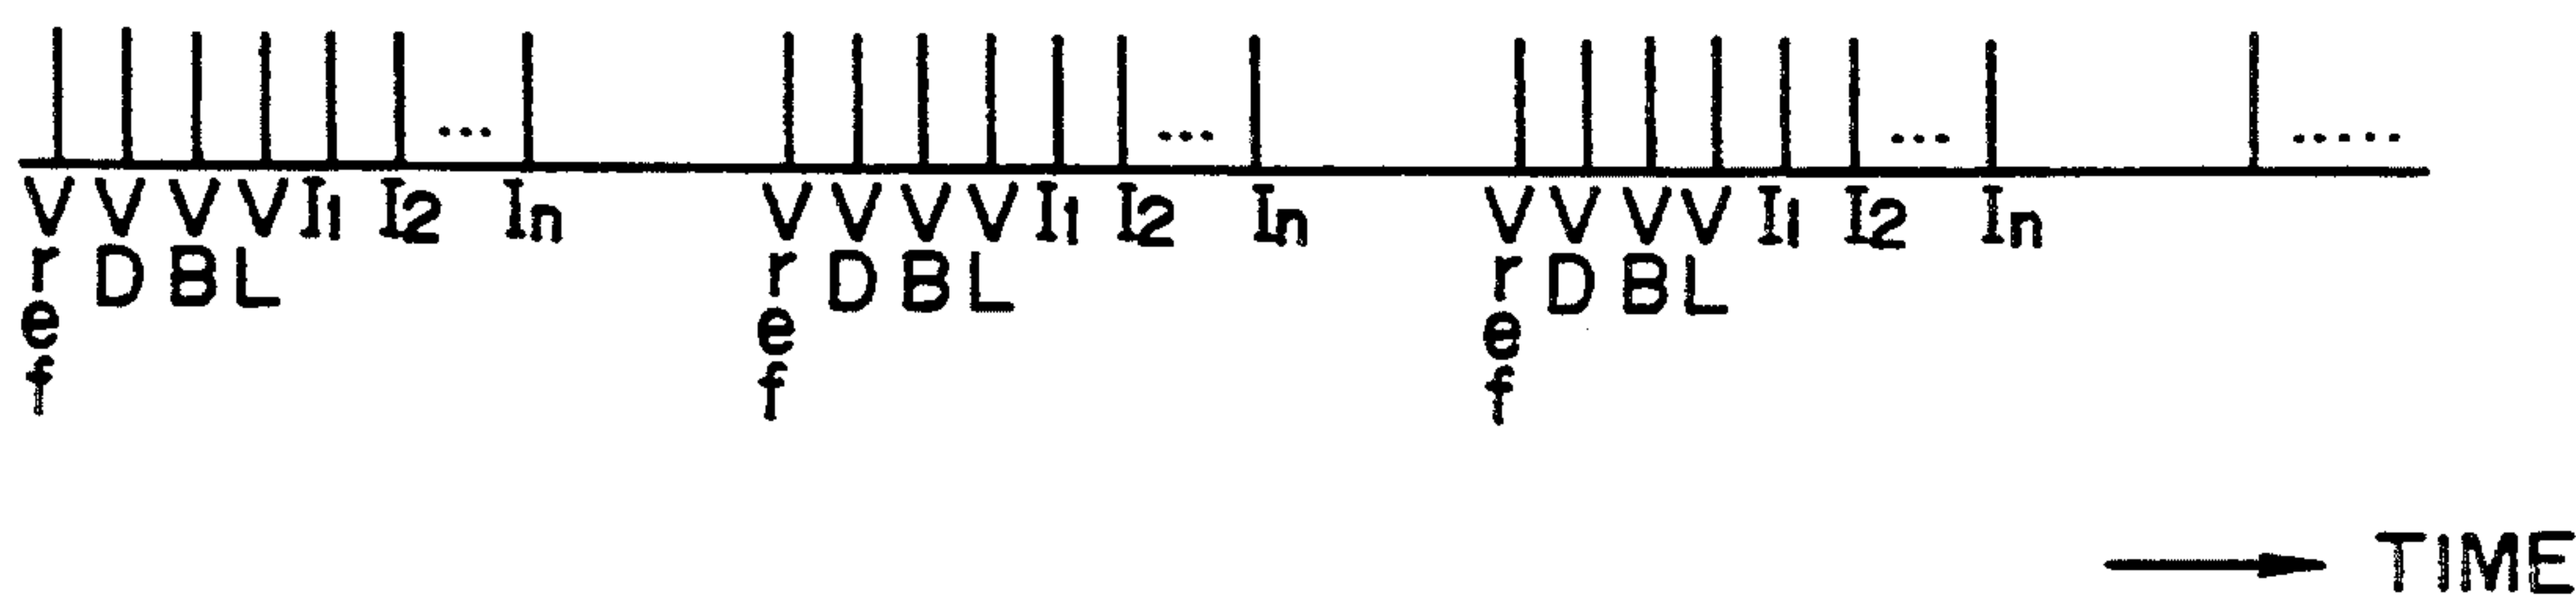 ... ... ... .....
V V V V I1 I2 In V V V V I1 I2 In V V V V I1 I2 In
r D B L r D B L r D B L
e e e
f f f
TIME